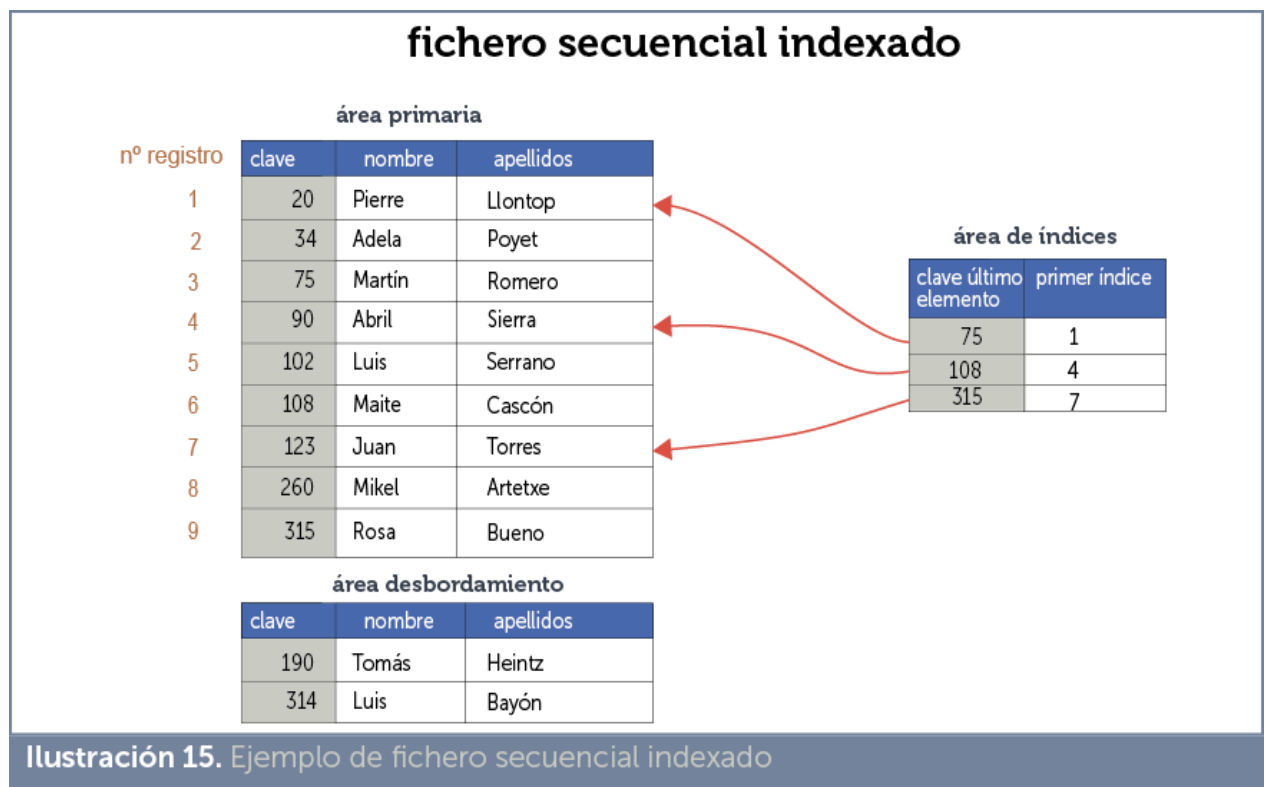 fichero secuencial indexado
área primaria
nº registro clave nombre apellidos
1 20 Pierre Llontop
2 34 Adela Poyet
3 75 Martín Romero
4 90 Abril Sierra
5 102 Luis Serrano
6 108 Maite Cascón
7 123 Juan Torres
8 260 Mikel Artetxe
9 315 Rosa Bueno
área de índices
clave último elemento primer índice
75 1
108 4
315 7
área desbordamiento
clave nombre apellidos
190 Tomás Heintz
314 Luis Bayón
Ilustración 15. Ejemplo de fichero secuencial indexado